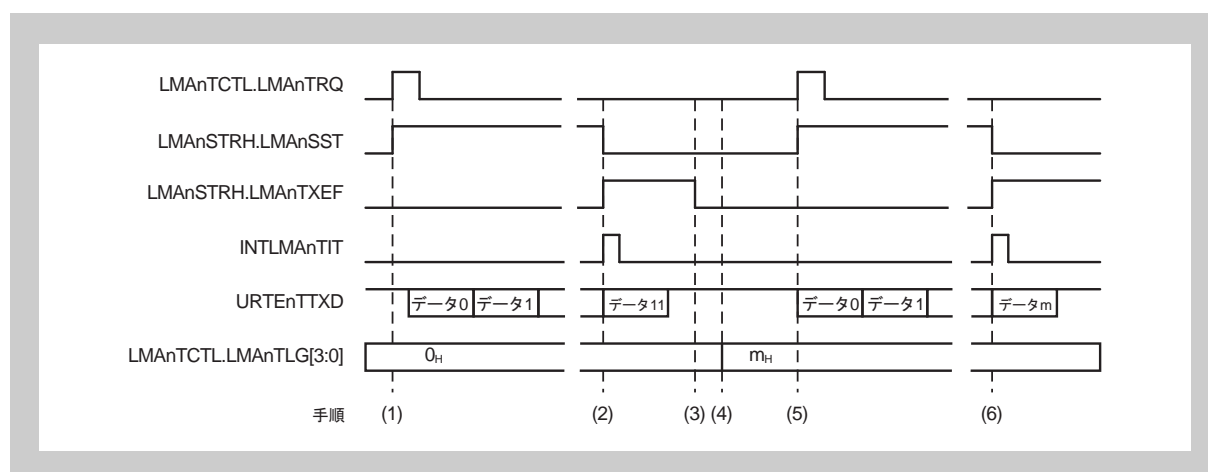 LMAnTCTL.LMAnTRQ
LMAnSTRH.LMAnSST
LMAnSTRH.LMAnTXEF
INTLMAnTIT
URTEnTTXD データ0 データ1 データ11 データ0 データ1 データm
LMAnTCTL.LMAnTLG[3:0] 0H mH
手順 (1) (2) (3) (4) (5) (6)